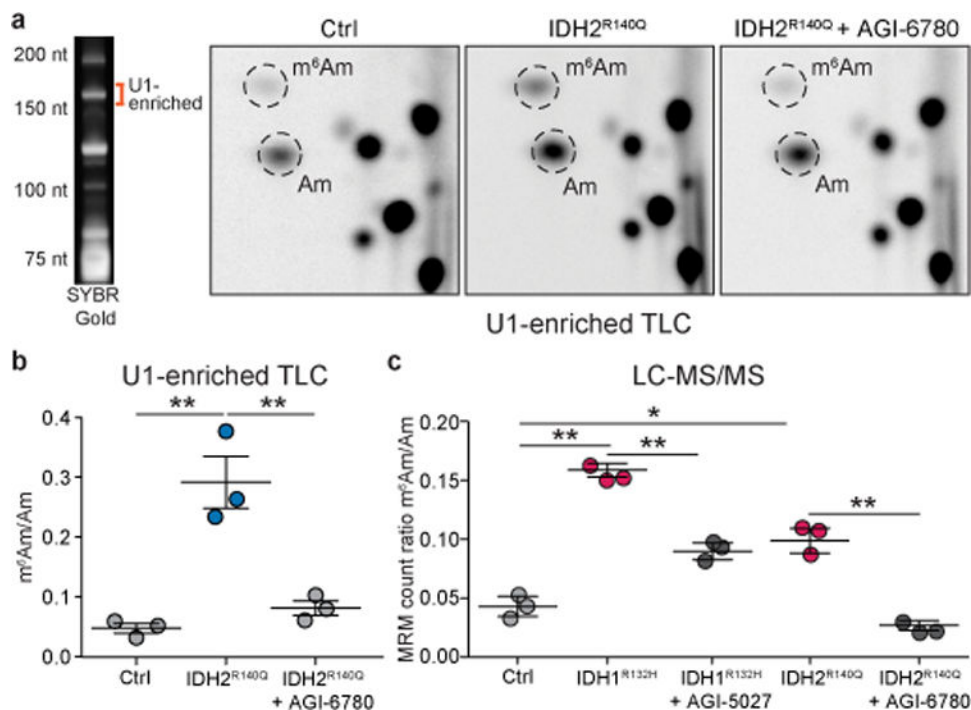 a
200 nt
150 nt
100 nt
75 nt
U1-
enriched
SYBR
Gold
Ctrl
m⁶Am
Am
IDH2ᴿ¹⁴⁰Q
m⁶Am
Am
IDH2ᴿ¹⁴⁰Q + AGI-6780
m⁶Am
Am
U1-enriched TLC
b
U1-enriched TLC
** **
m⁶Am/Am
0.4
0.3
0.2
0.1
0.0
Ctrl
IDH2ᴿ¹⁴⁰Q
IDH2ᴿ¹⁴⁰Q
+ AGI-6780
c
LC-MS/MS
*
** **
**
MRM count ratio m⁶Am/Am
0.20
0.15
0.10
0.05
0.00
Ctrl
IDH1ᴿ¹³²ᴴ
IDH1ᴿ¹³²ᴴ
+ AGI-5027
IDH2ᴿ¹⁴⁰Q
IDH2ᴿ¹⁴⁰Q
+ AGI-6780